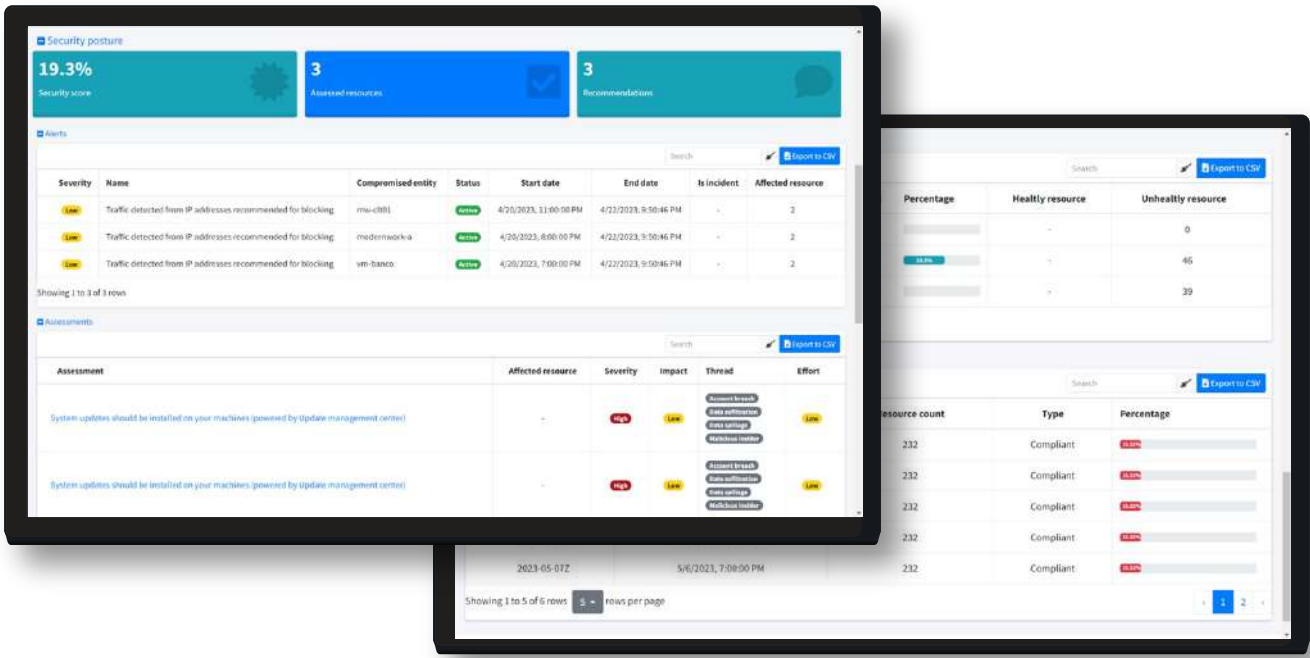 Security posture
19.3%
Security score
3
Assessed resources
3
Recommendations
Alerts
Search
Export to CSV
Severity Name Compromised entity Status Start date End date Is incident Affected resource
Low Traffic detected from IP addresses recommended for blocking Active 4/20/2023, 11:00:00 PM 4/22/2023, 9:50:46 PM - 2
Low Traffic detected from IP addresses recommended for blocking modernwork-a Active 4/20/2023, 8:00:00 PM 4/22/2023, 9:50:46 PM - 2
Low Traffic detected from IP addresses recommended for blocking vm-banco Active 4/20/2023, 7:00:00 PM 4/22/2023, 9:50:46 PM - 2
Showing 1 to 3 of 3 rows
Assessments
Search
Export to CSV
Assessment Affected resource Severity Impact Thread Effort
System updates should be installed on your machines (powered by Update management center) - High Low Account breach Low
Data exfiltration
Data spillage
Malicious insider
System updates should be installed on your machines (powered by Update management center) - High Low Account breach Low
Data exfiltration
Data spillage
Malicious insider
Search
Export to CSV
Percentage Healtly resource Unhealtly resource
- 0
- 46
- 39
Search
Export to CSV
resource count Type Percentage
232 Compliant
232 Compliant
232 Compliant
232 Compliant
2023-05-07Z 5/6/2023, 7:00:00 PM 232 Compliant
Showing 1 to 5 of 6 rows 5 rows per page
‹ 1 2 ›